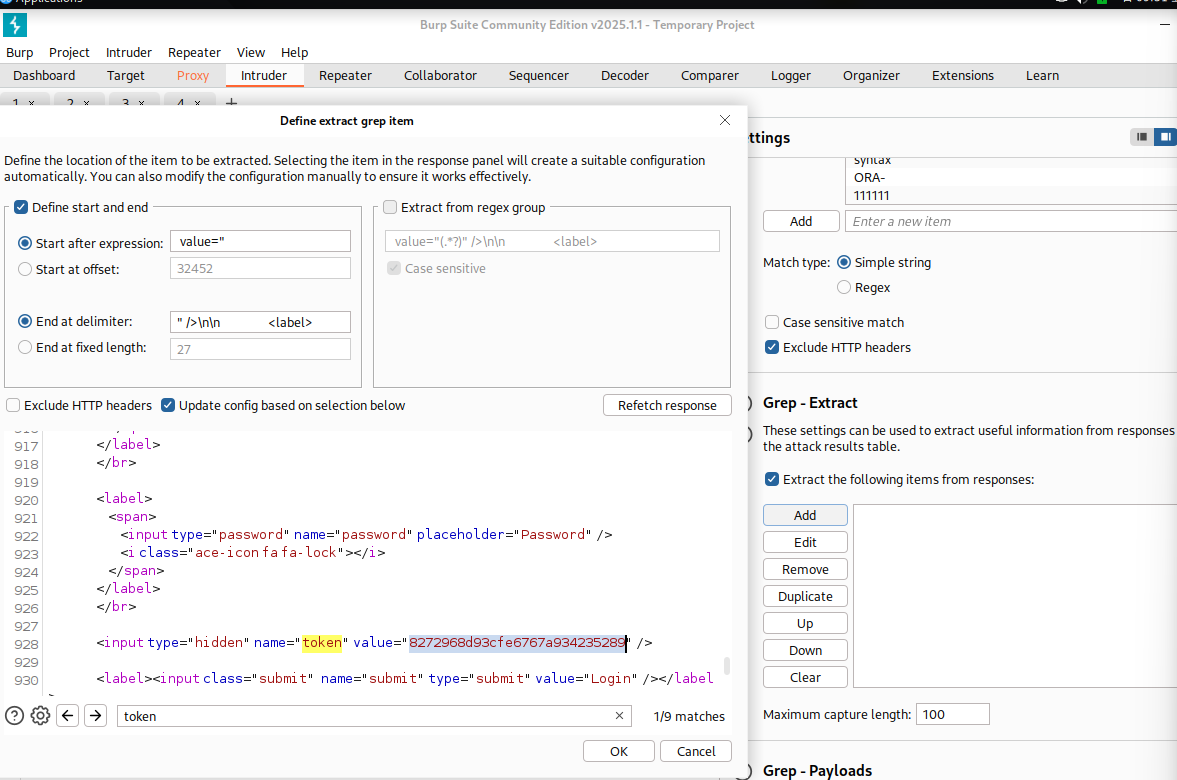 Applications
Burp Suite Community Edition v2025.1.1 - Temporary Project
Burp Project Intruder Repeater View Help
Dashboard Target Proxy Intruder Repeater Collaborator Sequencer Decoder Comparer Logger Organizer Extensions Learn
1 × 2 × 3 × 4 × +
Define extract grep item
Define the location of the item to be extracted. Selecting the item in the response panel will create a suitable configuration
automatically. You can also modify the configuration manually to ensure it works effectively.
Define start and end
Start after expression: value="
Start at offset: 32452
End at delimiter: " />\n\n <label>
End at fixed length: 27
Extract from regex group
value="(.*?)" />\n\n <label>
Case sensitive
Exclude HTTP headers Update config based on selection below Refetch response
917 </label>
918 </br>
919
920 <label>
921 <span>
922 <input type="password" name="password" placeholder="Password" />
923 <i class="ace-icon fa fa-lock"></i>
924 </span>
925 </label>
926 </br>
927
928 <input type="hidden" name="token" value="8272968d93cfe6767a934235289" />
929
930 <label><input class="submit" name="submit" type="submit" value="Login" /></label
>
token × 1/9 matches
OK Cancel
ttings
syntax
ORA-
111111
Add Enter a new item
Match type: Simple string
Regex
Case sensitive match
Exclude HTTP headers
Grep - Extract
These settings can be used to extract useful information from responses
the attack results table.
Extract the following items from responses:
Add
Edit
Remove
Duplicate
Up
Down
Clear
Maximum capture length: 100
Grep - Payloads